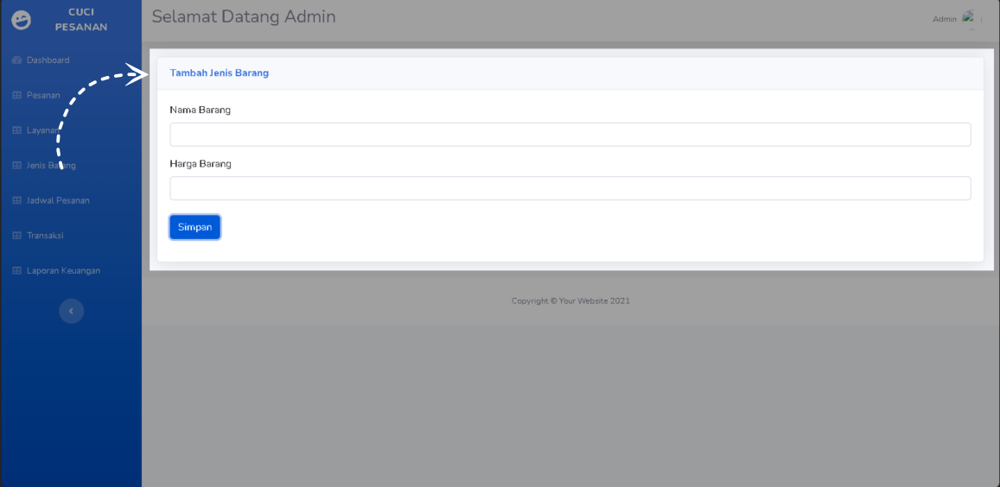 CUCI
PESANAN
Selamat Datang Admin
Admin
Dashboard
Pesanan
Layanan
Jenis Barang
Jadwal Pesanan
Transaksi
Laporan Keuangan
Tambah Jenis Barang
Nama Barang
Harga Barang
Simpan
Copyright © Your Website 2021